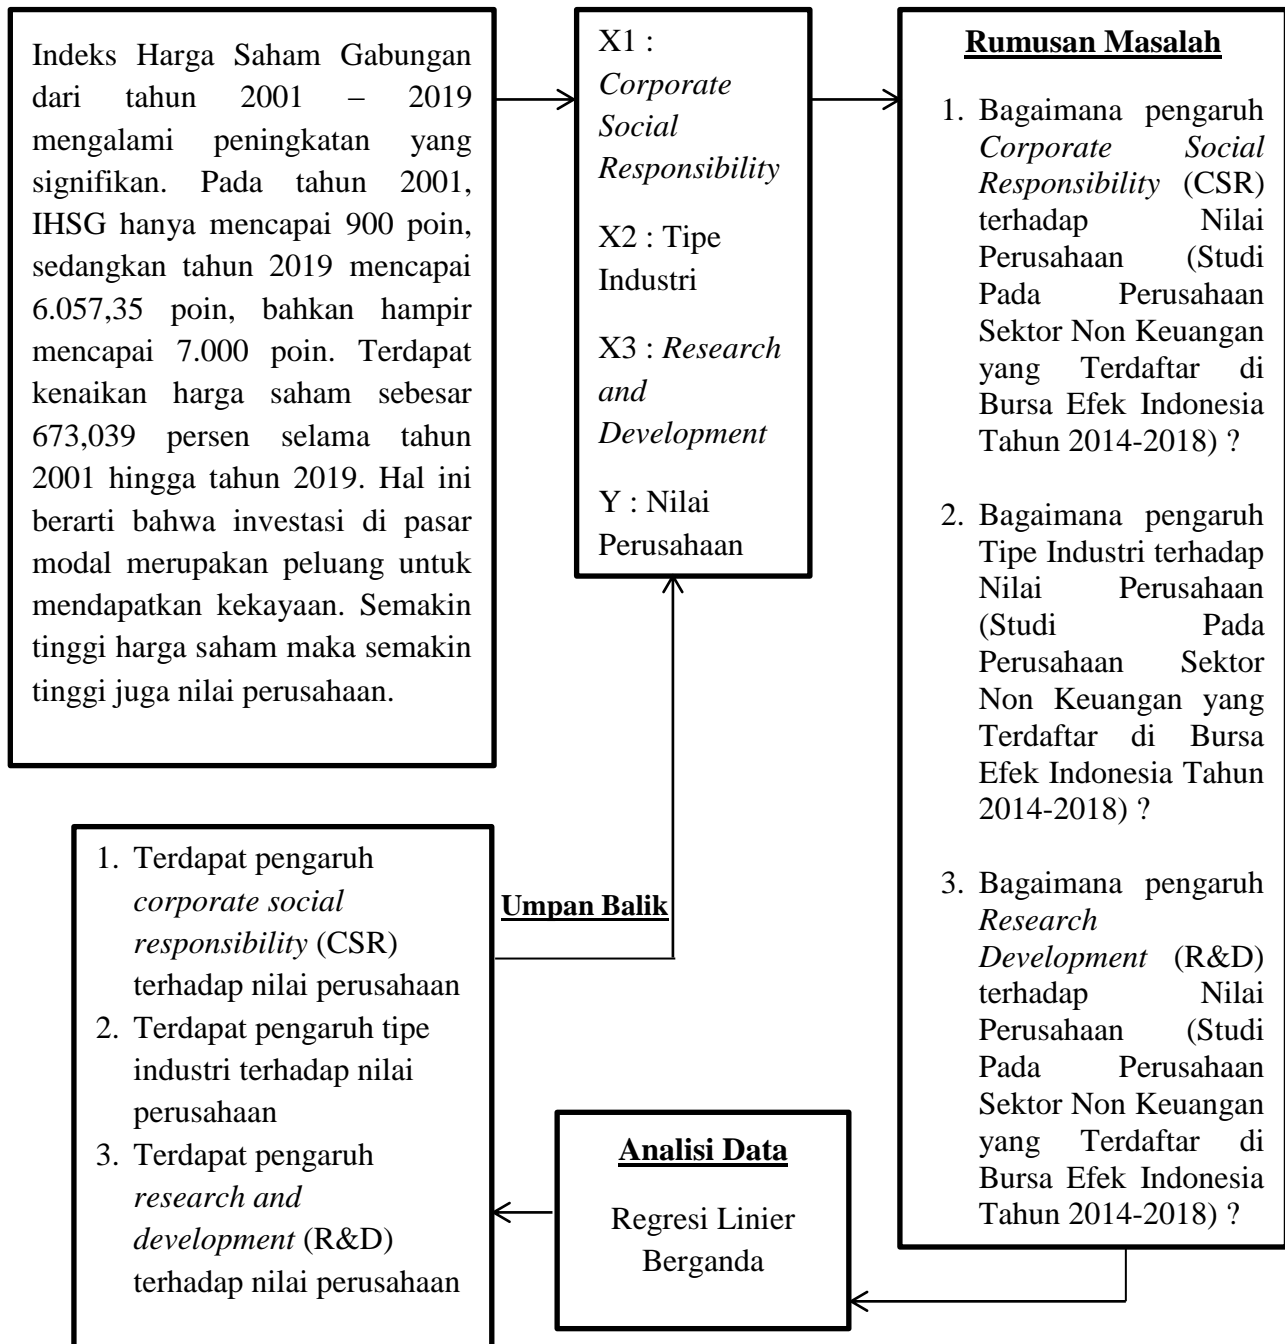 Indeks Harga Saham Gabungan
dari tahun 2001 – 2019
mengalami peningkatan yang
signifikan. Pada tahun 2001,
IHSG hanya mencapai 900 poin,
sedangkan tahun 2019 mencapai
6.057,35 poin, bahkan hampir
mencapai 7.000 poin. Terdapat
kenaikan harga saham sebesar
673,039 persen selama tahun
2001 hingga tahun 2019. Hal ini
berarti bahwa investasi di pasar
modal merupakan peluang untuk
mendapatkan kekayaan. Semakin
tinggi harga saham maka semakin
tinggi juga nilai perusahaan.
X1 :
Corporate
Social
Responsibility
X2 : Tipe
Industri
X3 : Research
and
Development
Y : Nilai
Perusahaan
Rumusan Masalah
1. Bagaimana pengaruh
Corporate Social
Responsibility (CSR)
terhadap Nilai
Perusahaan (Studi
Pada Perusahaan
Sektor Non Keuangan
yang Terdaftar di
Bursa Efek Indonesia
Tahun 2014-2018) ?
2. Bagaimana pengaruh
Tipe Industri terhadap
Nilai Perusahaan
(Studi Pada
Perusahaan Sektor
Non Keuangan yang
Terdaftar di Bursa
Efek Indonesia Tahun
2014-2018) ?
3. Bagaimana pengaruh
Research
Development (R&D)
terhadap Nilai
Perusahaan (Studi
Pada Perusahaan
Sektor Non Keuangan
yang Terdaftar di
Bursa Efek Indonesia
Tahun 2014-2018) ?
Analisi Data
Regresi Linier
Berganda
1. Terdapat pengaruh
corporate social
responsibility (CSR)
terhadap nilai perusahaan
2. Terdapat pengaruh tipe
industri terhadap nilai
perusahaan
3. Terdapat pengaruh
research and
development (R&D)
terhadap nilai perusahaan
Umpan Balik